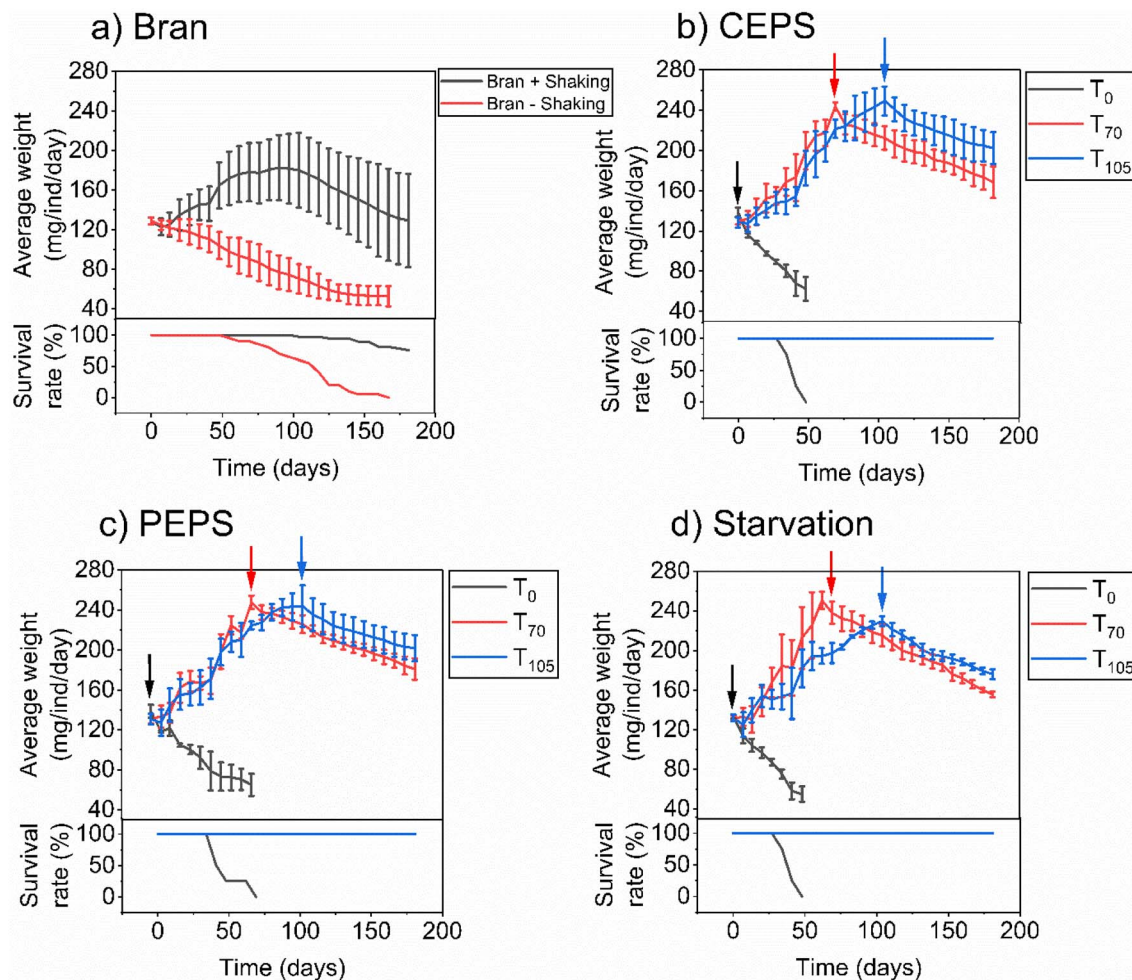 a) Bran
280
240
200
160
120
80
40
Average weight
(mg/ind/day)
Bran + Shaking
Bran - Shaking
100
50
0
Survival
rate (%)
0 50 100 150 200
Time (days)
b) CEPS
280
240
200
160
120
80
40
Average weight
(mg/ind/day)
T₀
T₇₀
T₁₀₅
100
50
0
Survival
rate (%)
0 50 100 150 200
Time (days)
c) PEPS
280
240
200
160
120
80
40
Average weight
(mg/ind/day)
T₀
T₇₀
T₁₀₅
100
50
0
Survival
rate (%)
0 50 100 150 200
Time (days)
d) Starvation
280
240
200
160
120
80
40
Average weight
(mg/ind/day)
T₀
T₇₀
T₁₀₅
100
50
0
Survival
rate (%)
0 50 100 150 200
Time (days)